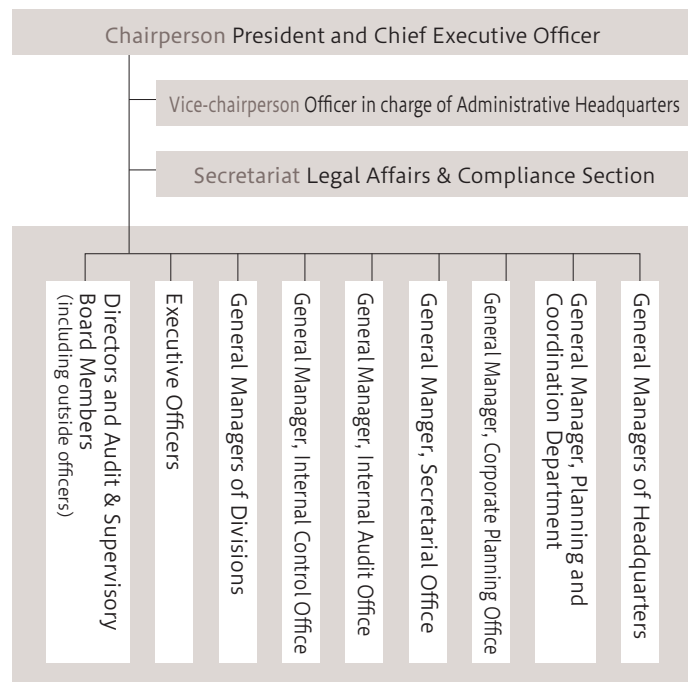 Chairperson President and Chief Executive Officer
Vice-chairperson Officer in charge of Administrative Headquarters
Secretariat Legal Affairs & Compliance Section
Directors and Audit & Supervisory
Board Members
(including outside officers)
Executive Officers
General Managers of Divisions
General Manager, Internal Control Office
General Manager, Internal Audit Office
General Manger, Secretarial Office
General Manager, Corporate Planning Office
General Manager, Planning and
Coordination Department
General Managers of Headquarters